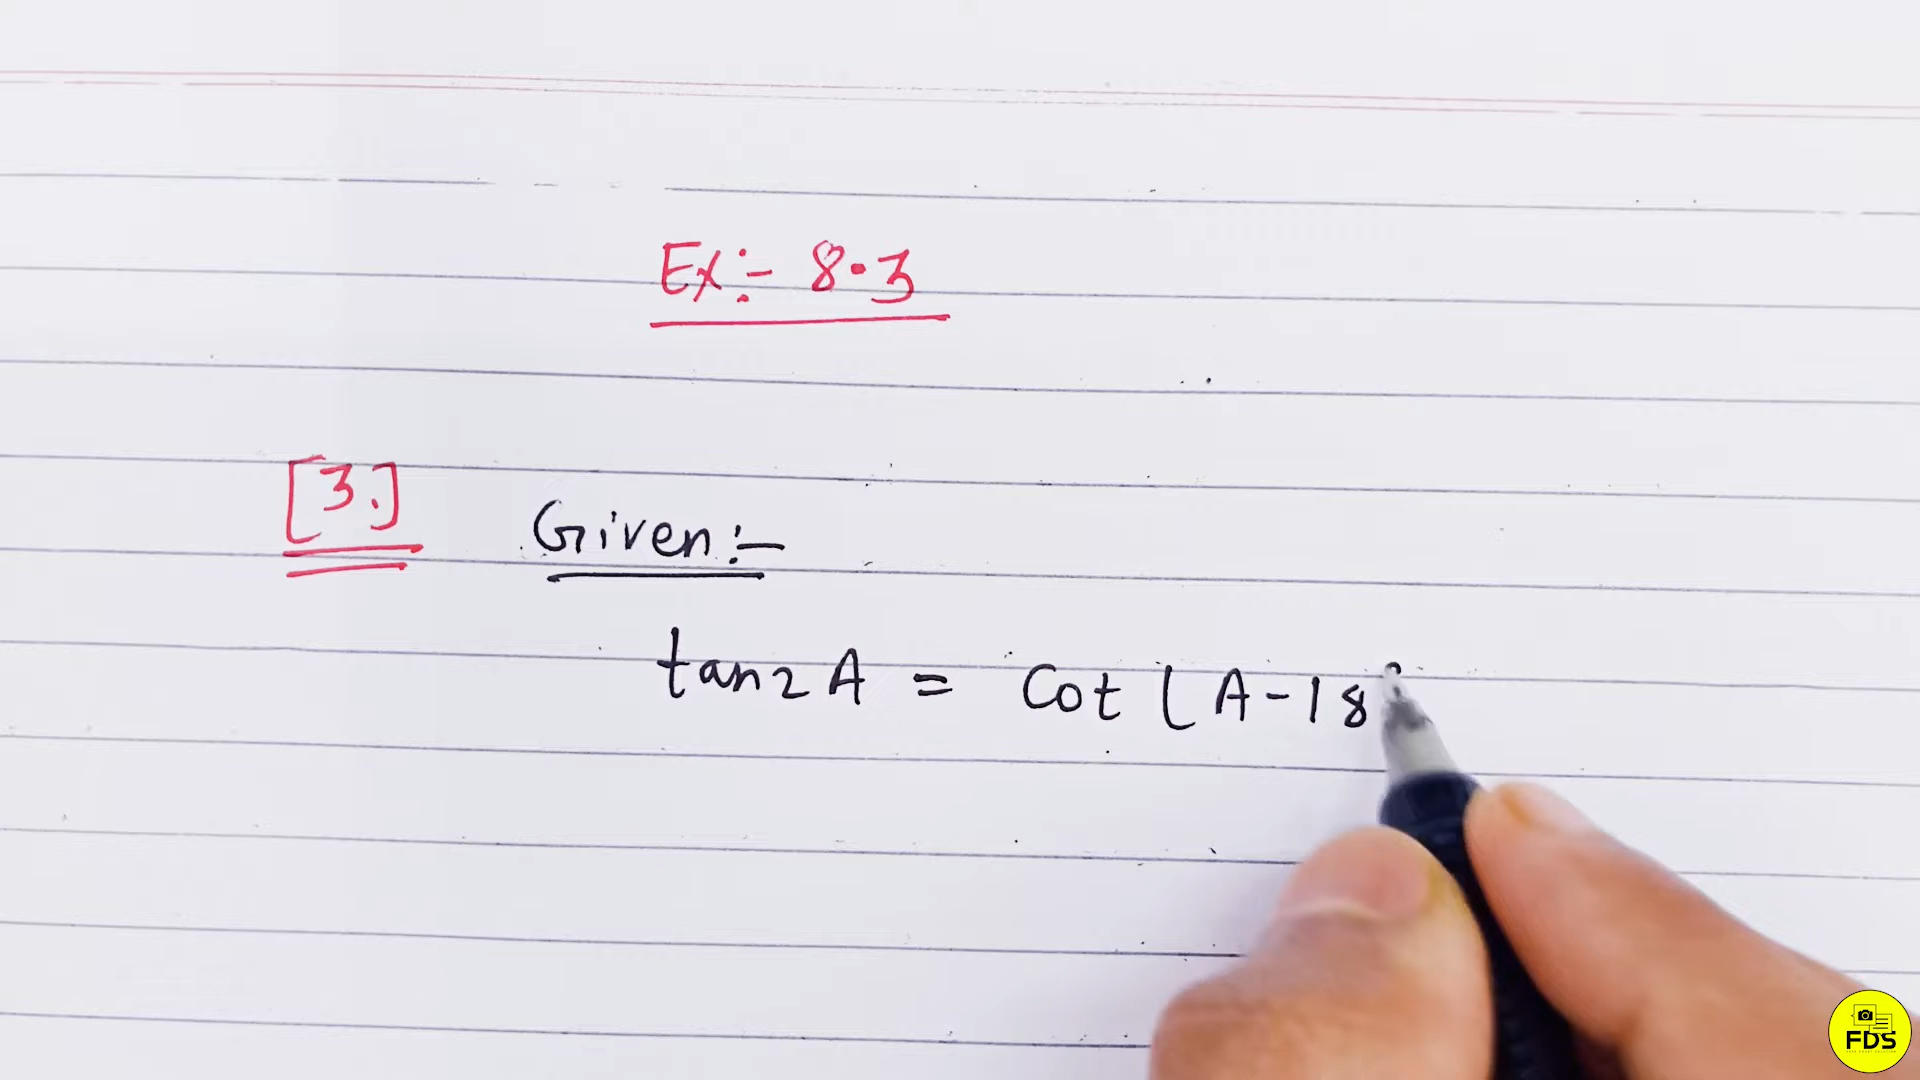 Ex:- 8.3
[3.] Given:-
tan2A = Cot (A-18°
FDS